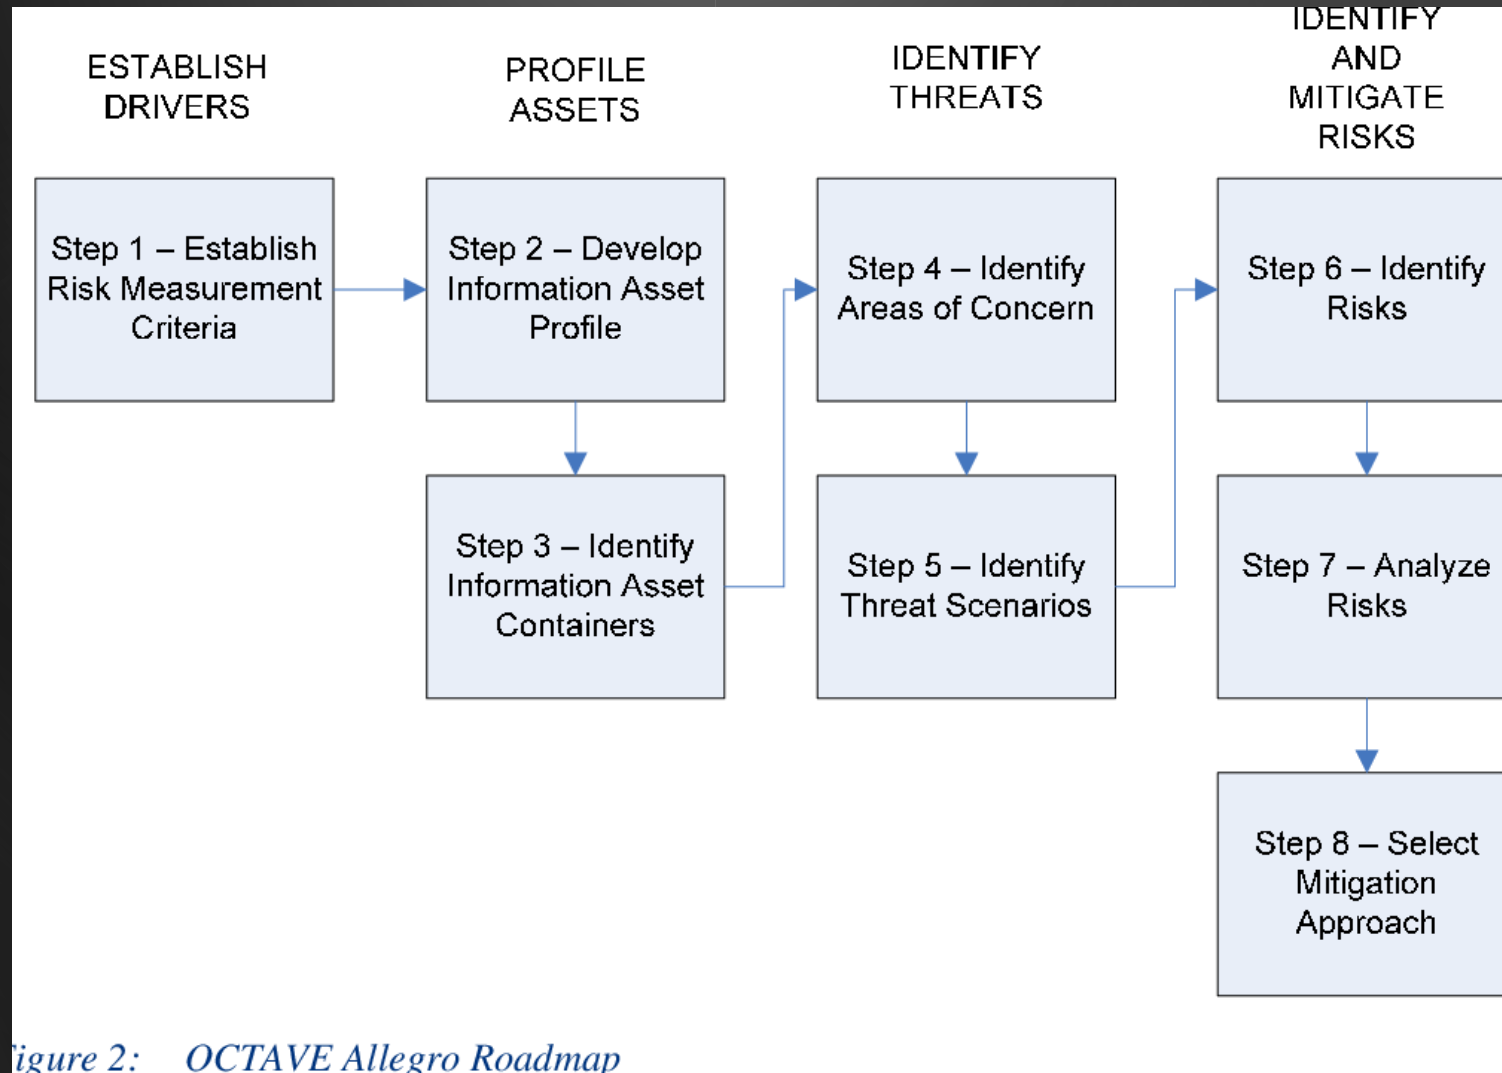 ESTABLISH
DRIVERS
PROFILE
ASSETS
IDENTIFY
THREATS
IDENTIFY
AND
MITIGATE
RISKS
Step 1 – Establish
Risk Measurement
Criteria
Step 2 – Develop
Information Asset
Profile
Step 3 – Identify
Information Asset
Containers
Step 4 – Identify
Areas of Concern
Step 5 – Identify
Threat Scenarios
Step 6 – Identify
Risks
Step 7 – Analyze
Risks
Step 8 – Select
Mitigation
Approach
Figure 2: OCTAVE Allegro Roadmap